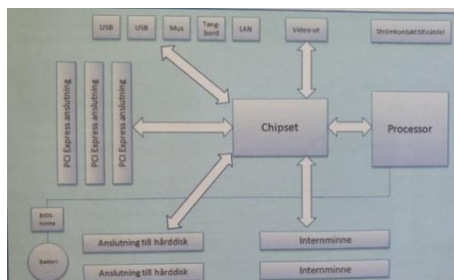 USB
USB
Mus
Tang-
bord
LAN
Video-ut
Strömkontakt till nätdel
PCI Express anslutning
PCI Express anslutning
PCI Express anslutning
Chipset
Processor
BIOS-
minne
Batteri
Anslutning till hårddisk
Internminne
Anslutning till hårddisk
Internminne